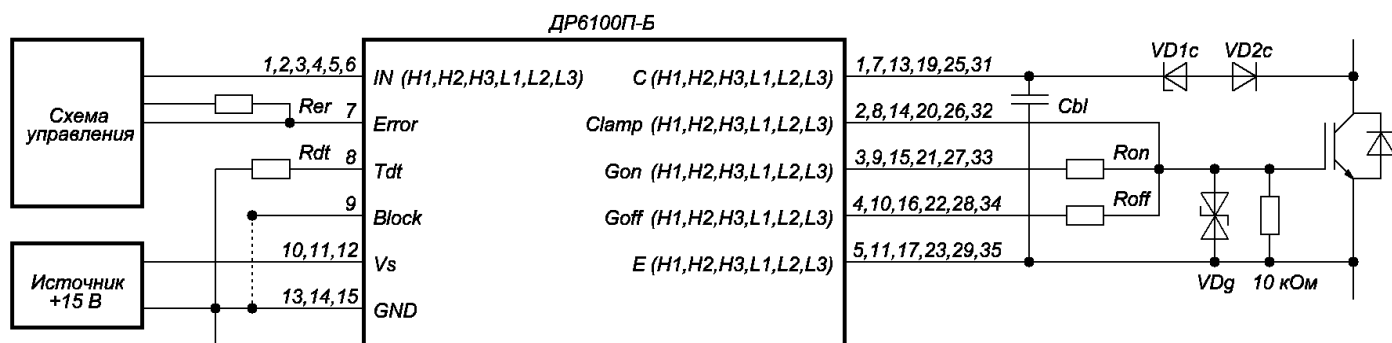 ДР6100П-Б
Схема
управления
1,2,3,4,5,6
IN (H1,H2,H3,L1,L2,L3)
Rer
7
Error
Rdt
8
Tdt
9
Block
Источник
+15 В
10,11,12
Vs
13,14,15
GND
C (H1,H2,H3,L1,L2,L3)
1,7,13,19,25,31
Clamp (H1,H2,H3,L1,L2,L3)
2,8,14,20,26,32
Gon (H1,H2,H3,L1,L2,L3)
3,9,15,21,27,33
Goff (H1,H2,H3,L1,L2,L3)
4,10,16,22,28,34
E (H1,H2,H3,L1,L2,L3)
5,11,17,23,29,35
VD1c
VD2c
Cbl
Ron
Roff
VDg
10 кОм